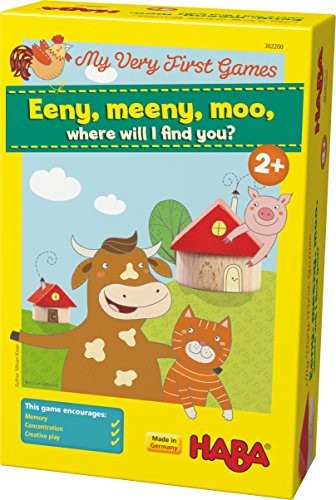 302200
My Very First Games
Eeny, meeny, moo,
where will I find you?
2+
This game encourages:
Memory
Concentration
Creative play
Made in
Germany
HABA